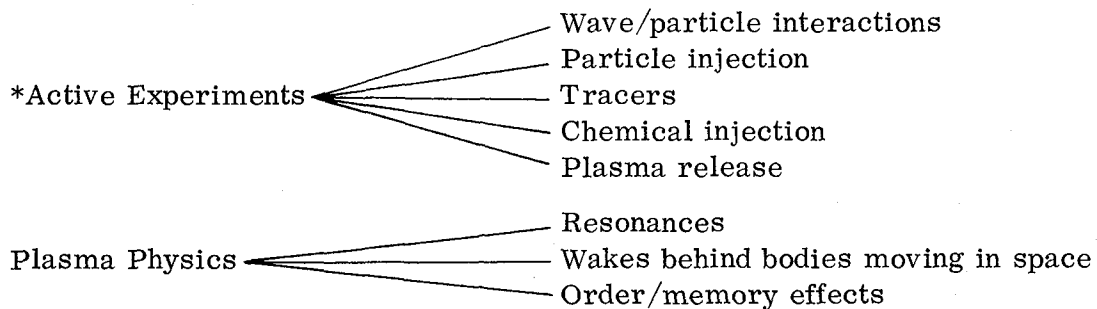 Wave/particle interactions
Particle injection
*Active Experiments
Tracers
Chemical injection
Plasma release
Resonances
Plasma Physics
Wakes behind bodies moving in space
Order/memory effects